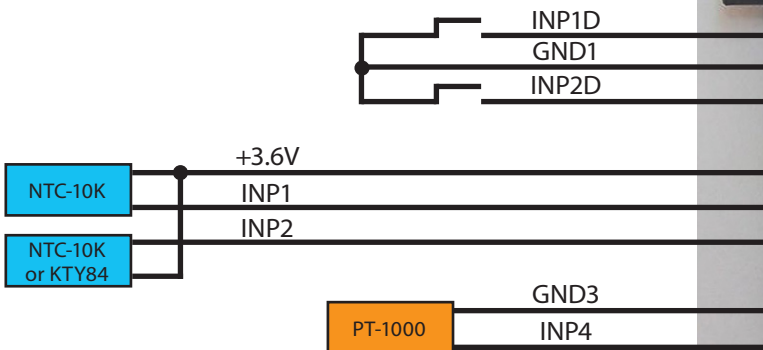 INP1D
GND1
INP2D
+3.6V
NTC-10K
INP1
INP2
NTC-10K
or KTY84
GND3
PT-1000
INP4